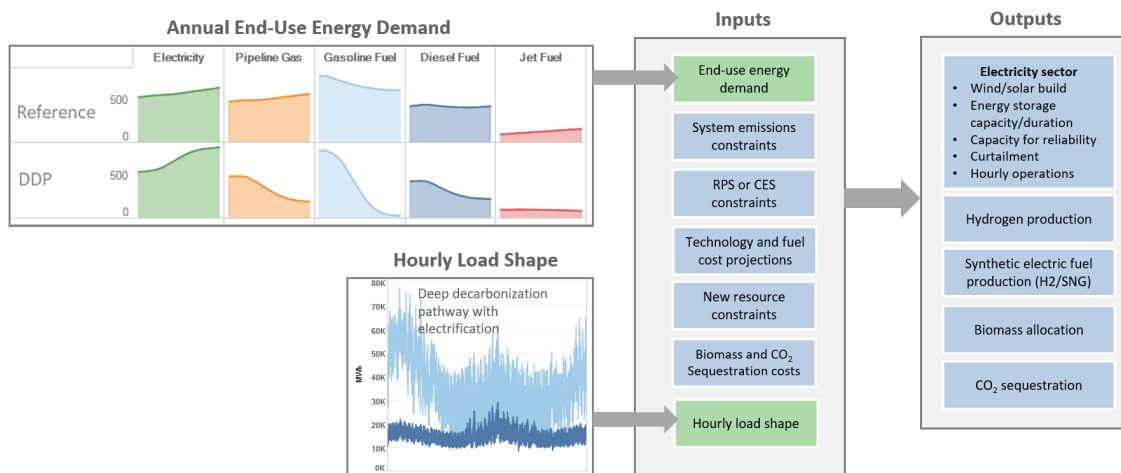 Annual End-Use Energy Demand
Electricity
Pipeline Gas
Gasoline Fuel
Diesel Fuel
Jet Fuel
Reference
500
0
DDP
500
0
Hourly Load Shape
80K
70K
60K
50K
40K
30K
20K
10K
0K
MWh
Deep decarbonization
pathway with
electrification
Inputs
End-use energy
demand
System emissions
constraints
RPS or CES
constraints
Technology and fuel
cost projections
New resource
constraints
Biomass and CO₂
Sequestration costs
Hourly load shape
Outputs
Electricity sector
• Wind/solar build
• Energy storage
capacity/duration
• Capacity for reliability
• Curtailment
• Hourly operations
Hydrogen production
Synthetic electric fuel
production (H2/SNG)
Biomass allocation
CO₂ sequestration